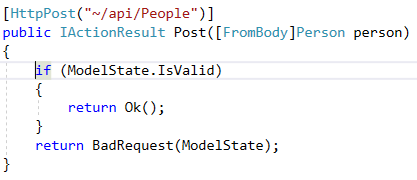 [HttpPost("~/api/People")]
public IActionResult Post([FromBody]Person person)
{
    if (ModelState.IsValid)
    {
        return Ok();
    }
    return BadRequest(ModelState);
}